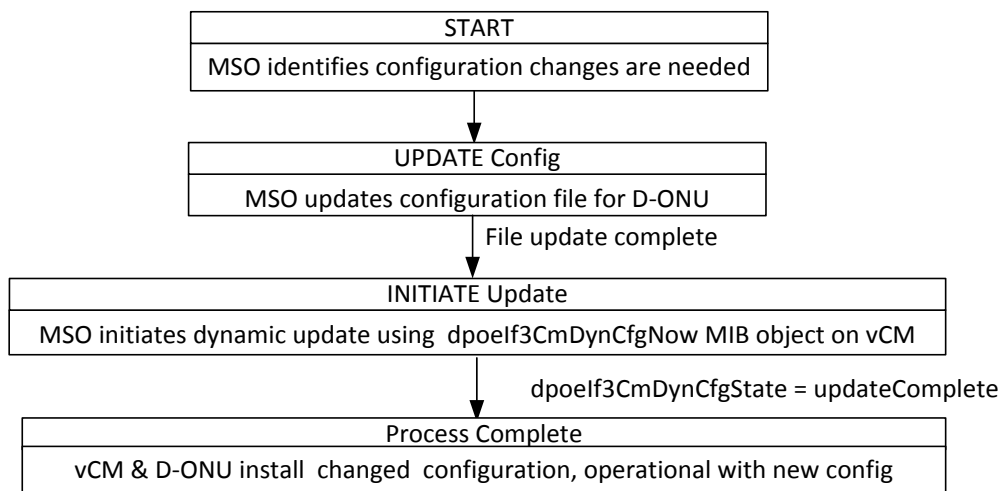 START
MSO identifies configuration changes are needed
UPDATE Config
MSO updates configuration file for D-ONU
File update complete
INITIATE Update
MSO initiates dynamic update using dpoeIf3CmDynCfgNow MIB object on vCM
dpoeIf3CmDynCfgState = updateComplete
Process Complete
vCM & D-ONU install changed configuration, operational with new config